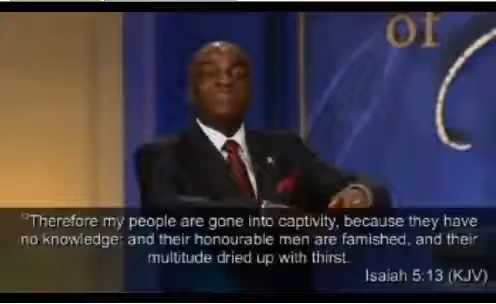 of
¹³Therefore my people are gone into captivity, because they have
no knowledge: and their honourable men are famished, and their
multitude dried up with thirst.
Isaiah 5:13 (KJV)